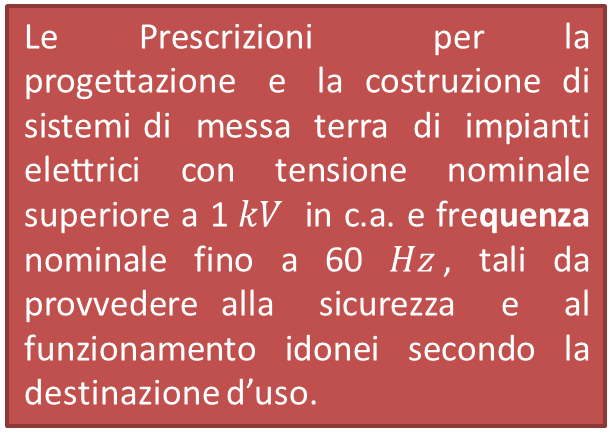 Le Prescrizioni per la
progettazione e la costruzione di
sistemi di messa terra di impianti
elettrici con tensione nominale
superiore a 1 kV in c.a. e frequenza
nominale fino a 60 Hz, tali da
provvedere alla sicurezza e al
funzionamento idonei secondo la
destinazione d'uso.